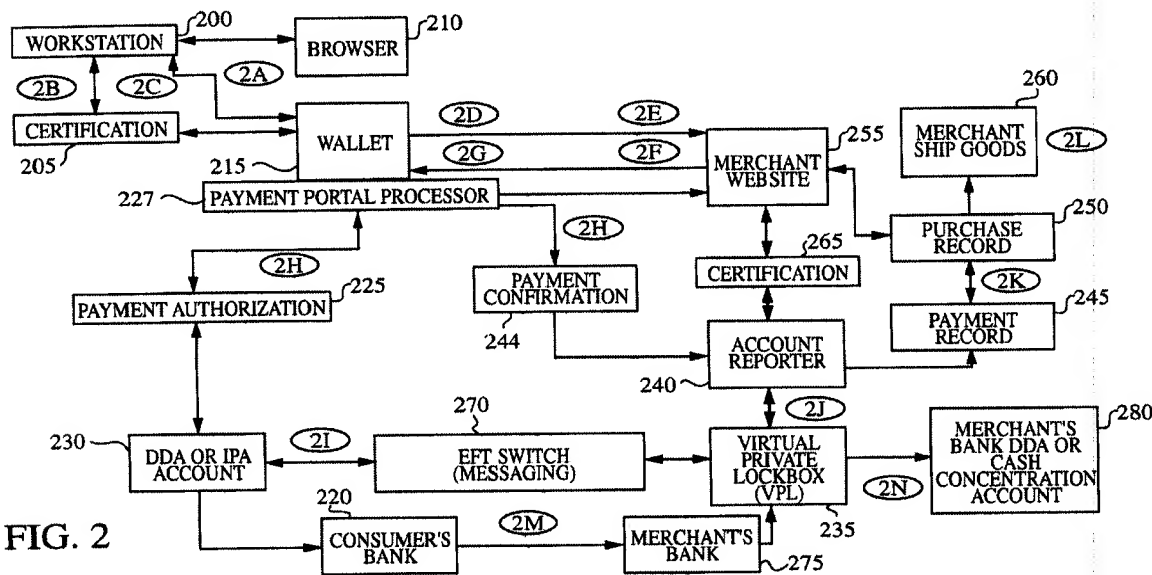 200
WORKSTATION
BROWSER
210
2B
2C
2A
CERTIFICATION
205
WALLET
215
2D
2E
2G
2F
227
PAYMENT PORTAL PROCESSOR
255
MERCHANT
WEBSITE
260
MERCHANT
SHIP GOODS
2L
250
PURCHASE
RECORD
2K
245
PAYMENT
RECORD
265
CERTIFICATION
2H
2H
PAYMENT AUTHORIZATION
225
PAYMENT
CONFIRMATION
244
ACCOUNT
REPORTER
240
2J
230
DDA OR IPA
ACCOUNT
2I
270
EFT SWITCH
(MESSAGING)
VIRTUAL
PRIVATE
LOCKBOX
(VPL)
235
2N
MERCHANT'S
BANK DDA OR
CASH
CONCENTRATION
ACCOUNT
280
220
CONSUMER'S
BANK
2M
MERCHANT'S
BANK
275
FIG. 2